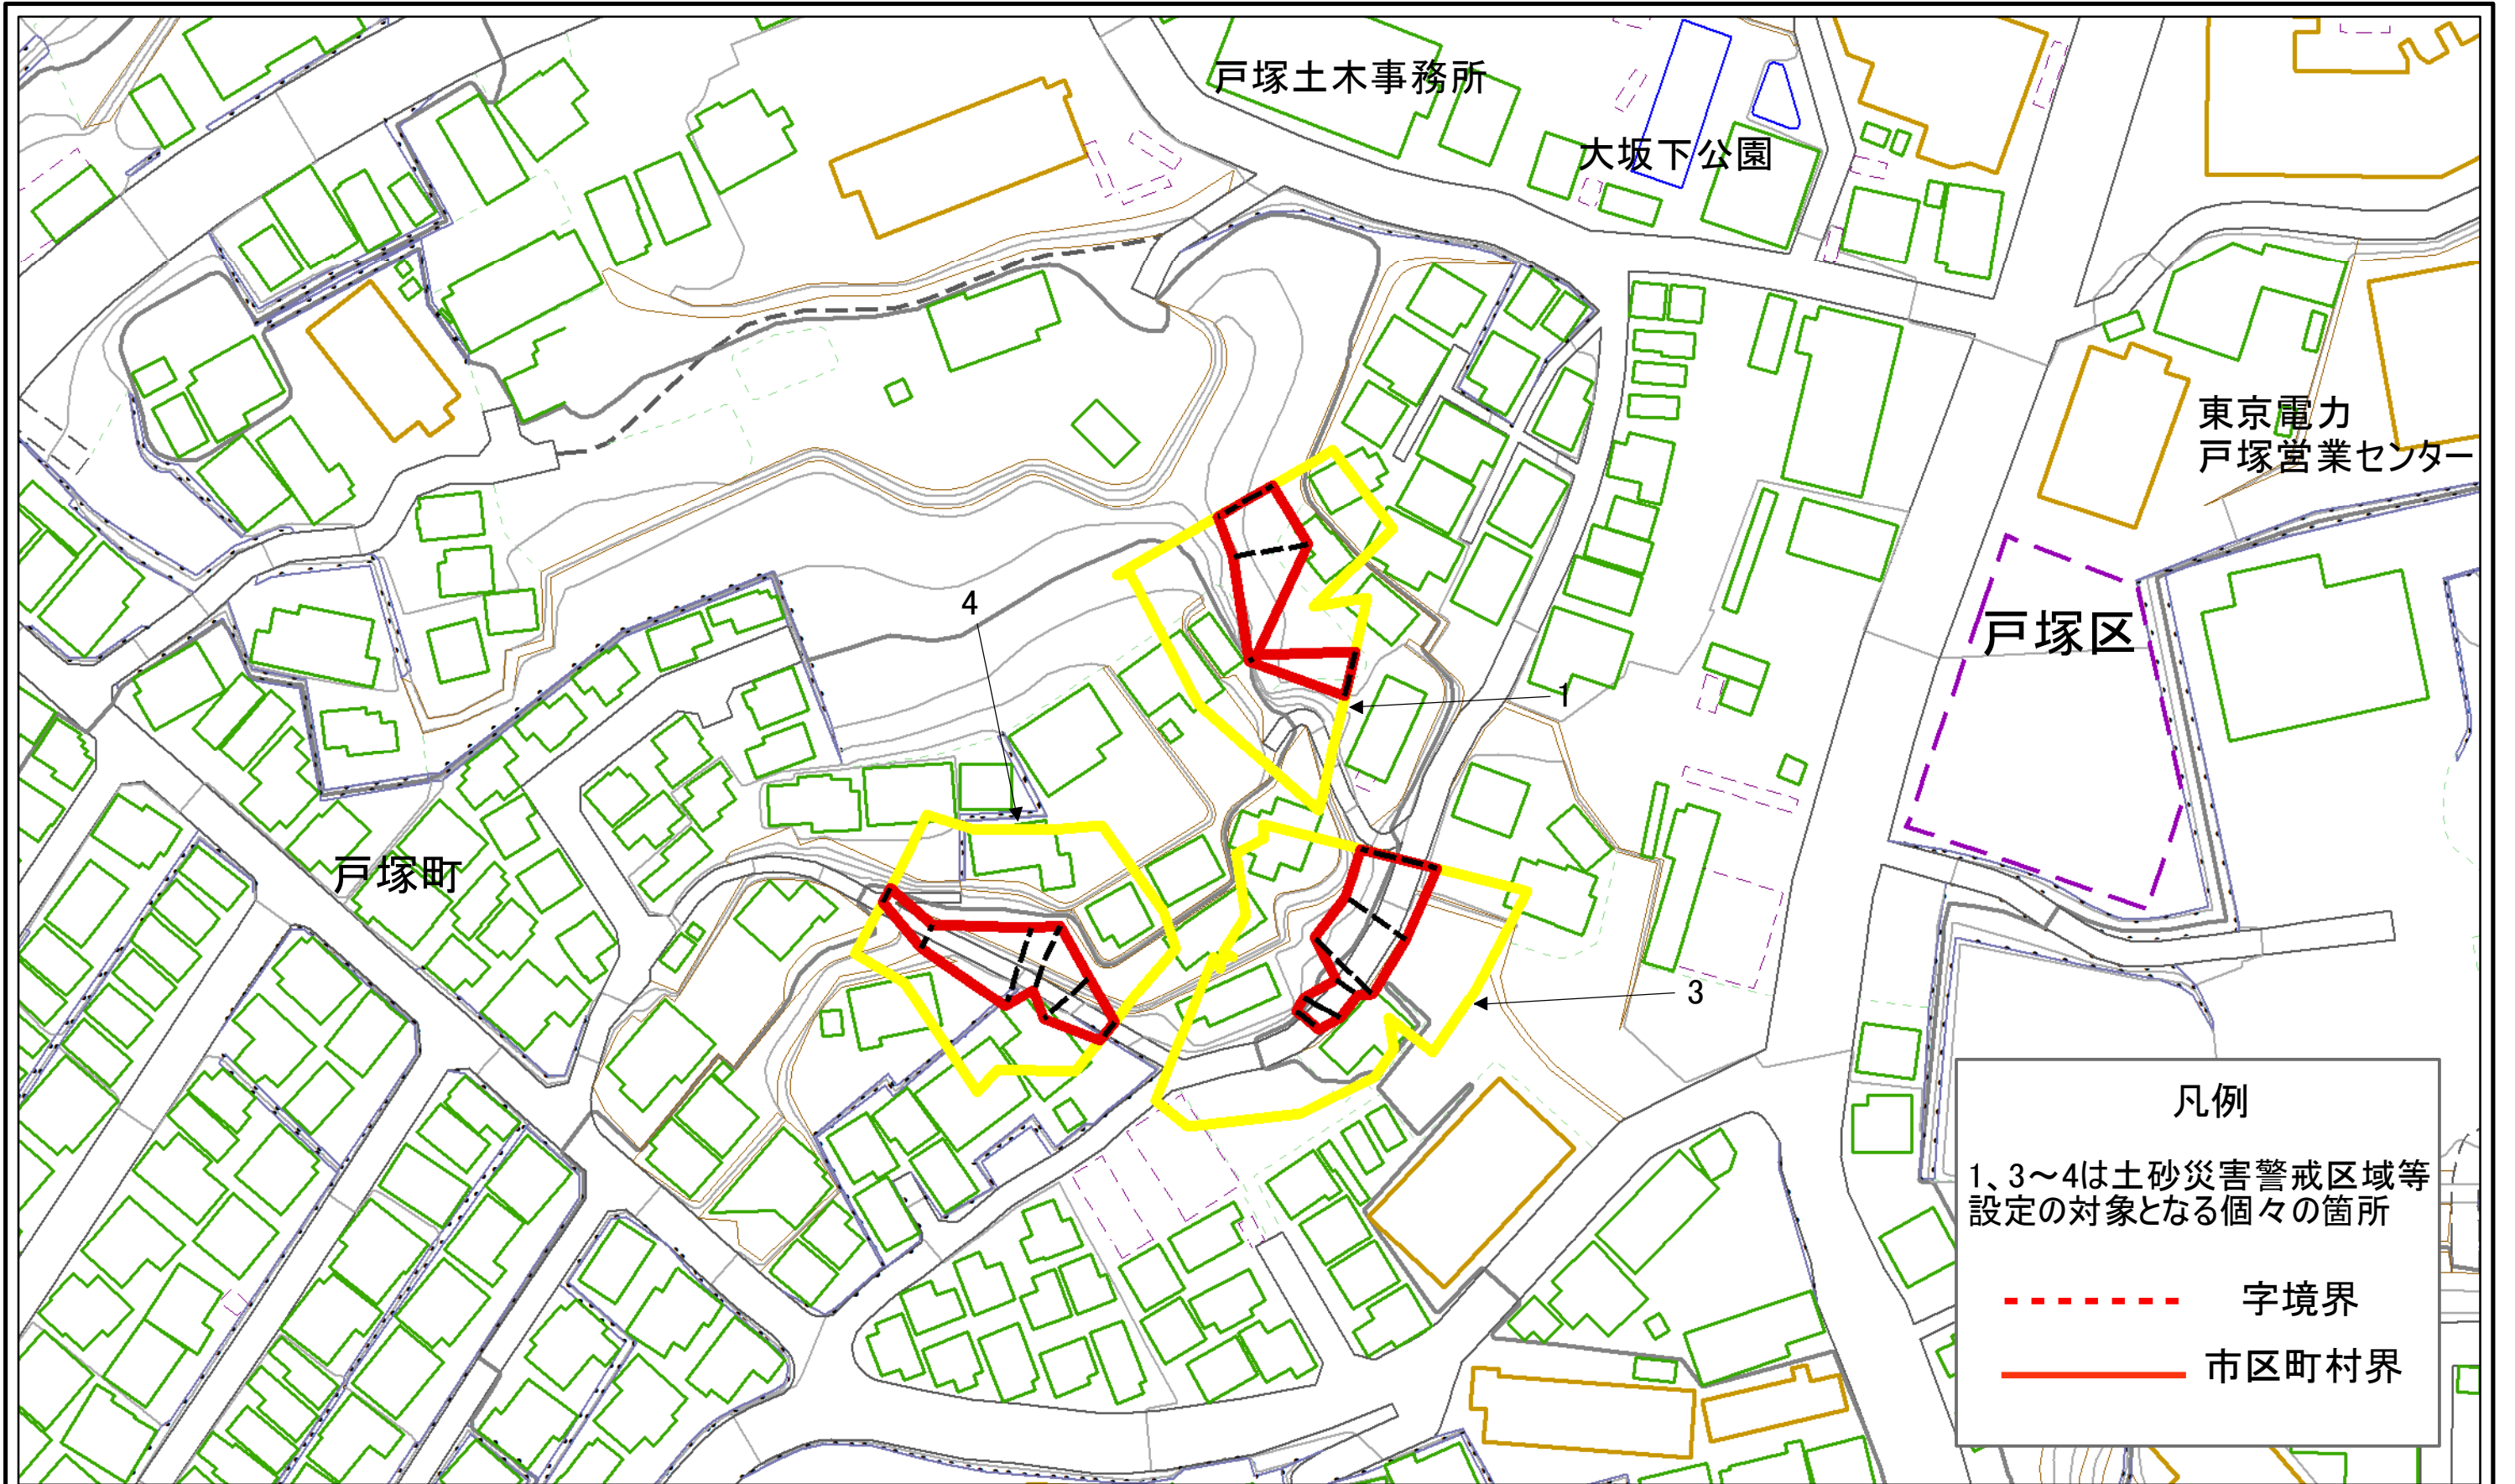 戸塚土木事務所
大坂下公園
東京電力
戸塚営業センター
戸塚区
4
1
戸塚町
3
凡例
1、3～4は土砂災害警戒区域等
設定の対象となる個々の箇所
字境界
市区町村界